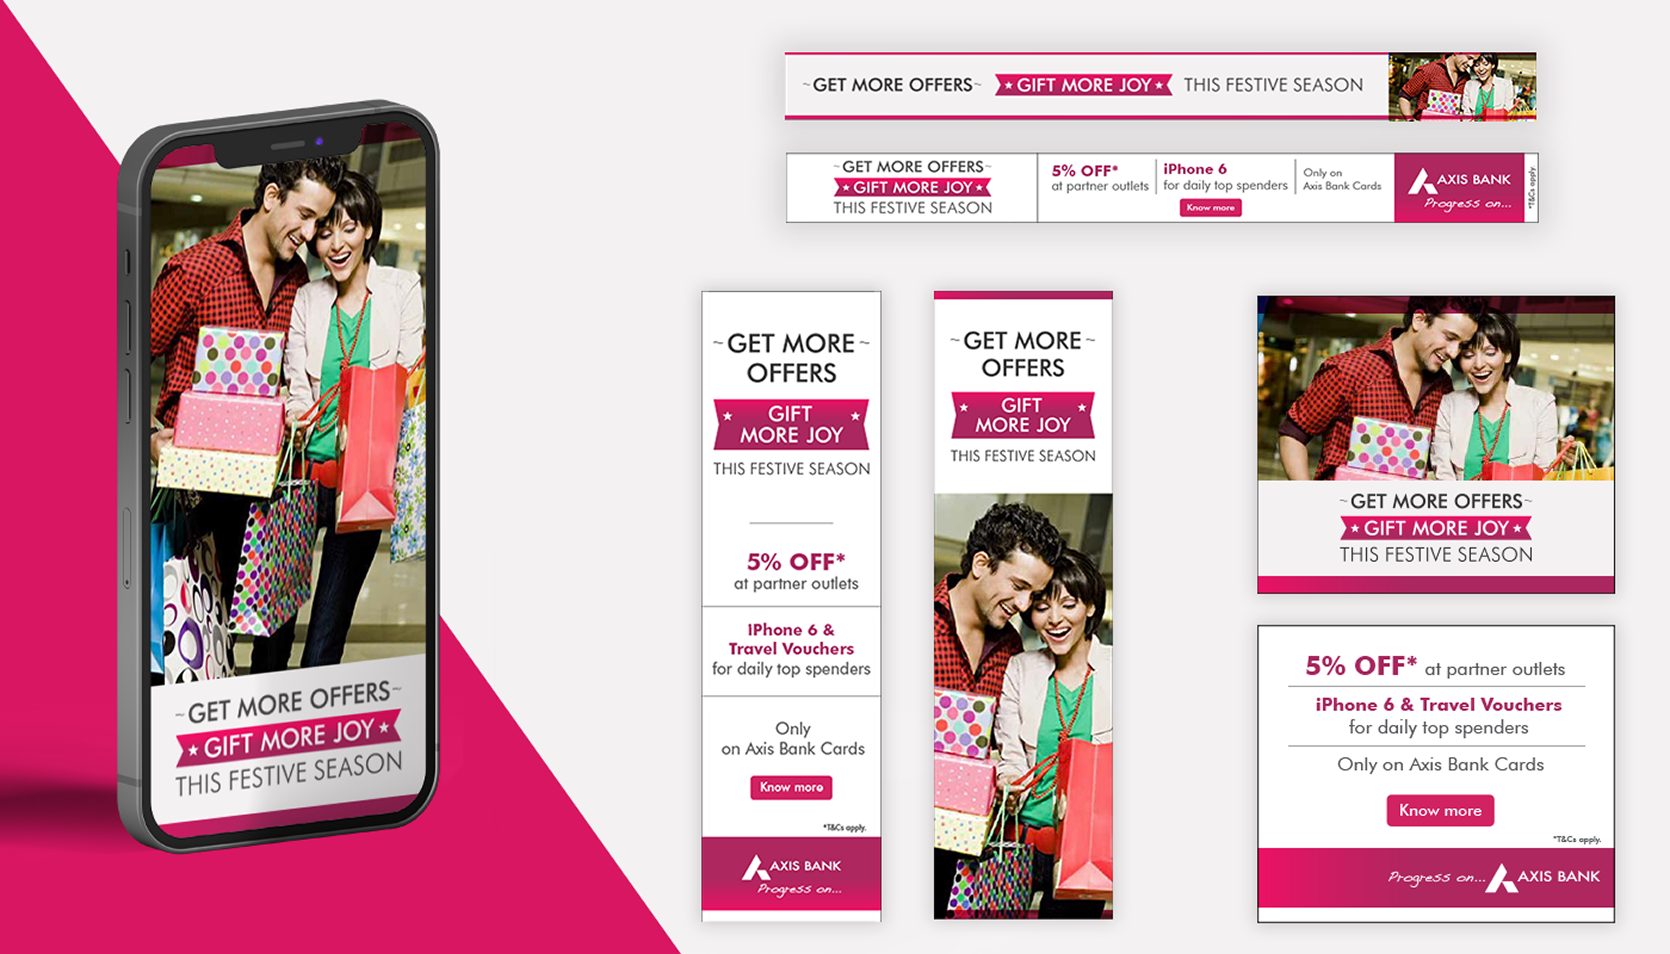 ~GET MORE OFFERS~
★ GIFT MORE JOY ★
THIS FESTIVE SEASON
~GET MORE OFFERS~ ★ GIFT MORE JOY ★ THIS FESTIVE SEASON
~GET MORE OFFERS~
★ GIFT MORE JOY ★
THIS FESTIVE SEASON
5% OFF*
at partner outlets
iPhone 6
for daily top spenders
Know more
Only on
Axis Bank Cards
AXIS BANK
Progress on...
*T&Cs apply.
~GET MORE~
OFFERS
★ GIFT ★
MORE JOY
THIS FESTIVE SEASON
5% OFF*
at partner outlets
iPhone 6 &
Travel Vouchers
for daily top spenders
Only
on Axis Bank Cards
Know more
*T&Cs apply.
AXIS BANK
Progress on...
~GET MORE~
OFFERS
★ GIFT ★
MORE JOY
THIS FESTIVE SEASON
~GET MORE OFFERS~
★ GIFT MORE JOY ★
THIS FESTIVE SEASON
5% OFF* at partner outlets
iPhone 6 & Travel Vouchers
for daily top spenders
Only on Axis Bank Cards
Know more
*T&Cs apply.
Progress on... AXIS BANK